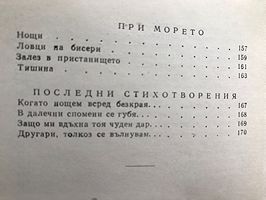 ПРИ МОРЕТО
Нощи . . . . . . . . . . . 157
Ловци на бисери . . . . . . . . 159
Залез в пристанището . . . . . . 161
Тишина . . . . . . . . . . 163
ПОСЛЕДНИ СТИХОТВОРЕНИЯ
Когато нощем всред безкрая. . . . . . 167
В далечни спомени се губя. . . . . . 168
Защо ми вдъхна тоя чуден дар. . . . . 169
Другари, толкоз се вълнувам. . . . . 170